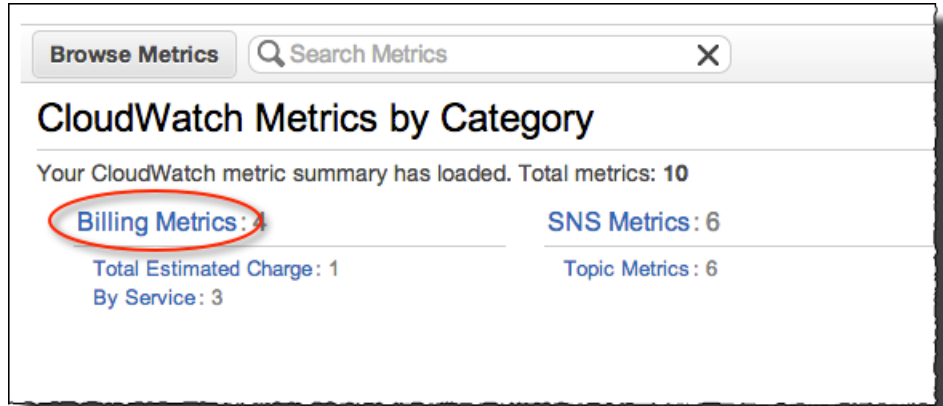 Browse Metrics
Search Metrics
CloudWatch Metrics by Category
Your CloudWatch metric summary has loaded. Total metrics: 10
Billing Metrics: 4
SNS Metrics: 6
Total Estimated Charge: 1
Topic Metrics: 6
By Service: 3